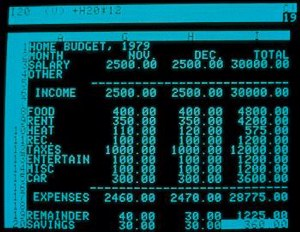 I20 (V) +H20*12
19
A G H I
HOME BUDGET, 1979
MONTH NOV DEC TOTAL
SALARY 2500.00 2500.00 30000.00
OTHER
INCOME 2500.00 2500.00 30000.00
FOOD 400.00 400.00 4800.00
RENT 350.00 350.00 4200.00
HEAT 110.00 120.00 575.00
REC 100.00 100.00 1200.00
TAXES 1000.00 1000.00 12000.00
ENTERTAIN 100.00 100.00 1200.00
MISC 100.00 100.00 1200.00
CAR 300.00 300.00 3600.00
EXPENSES 2460.00 2470.00 28775.00
REMAINDER 40.00 30.00 1225.00
SAVINGS 30.00 30.00 360.00